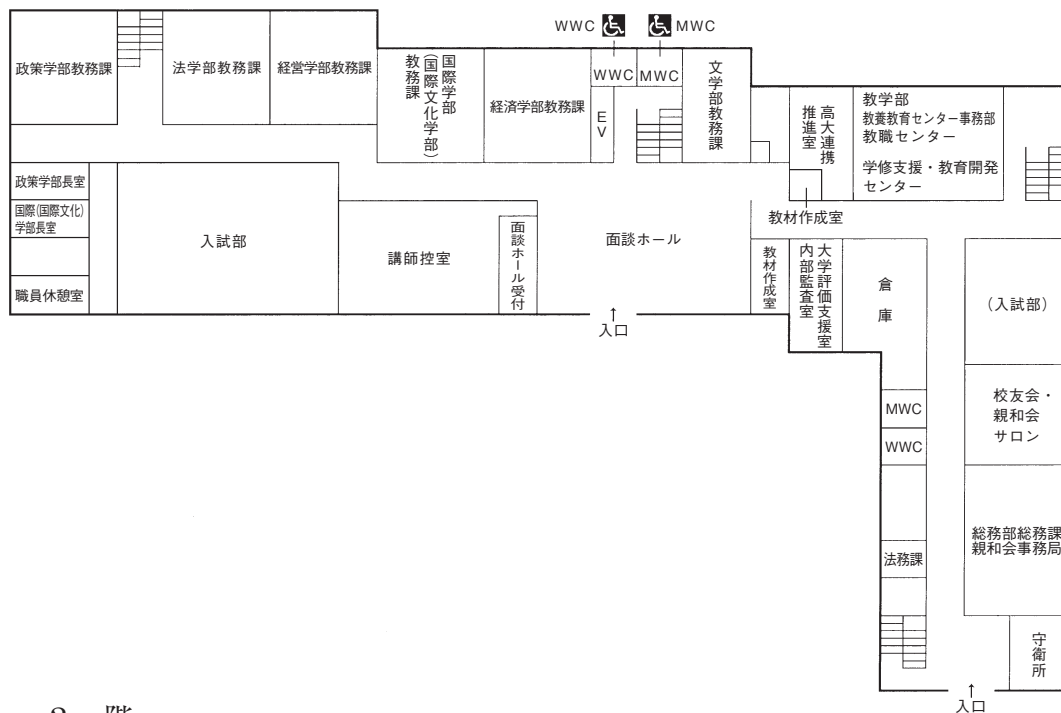 WWC
MWC
政策学部教務課
法学部教務課
経営学部教務課
国際学部
(国際文化学部)
教務課
経済学部教務課
WWC
MWC
EV
文学部教務課
高大連携
推進室
教学部
教養教育センター事務部
教職センター
学修支援・教育開発
センター
教材作成室
政策学部長室
国際(国際文化)
学部長室
職員休憩室
入試部
講師控室
面談ホール受付
面談ホール
入口
教材作成室
大学評価支援室
内部監査室
倉庫
(入試部)
MWC
WWC
校友会・
親和会
サロン
総務部総務課
親和会事務局
法務課
守衛所
入口